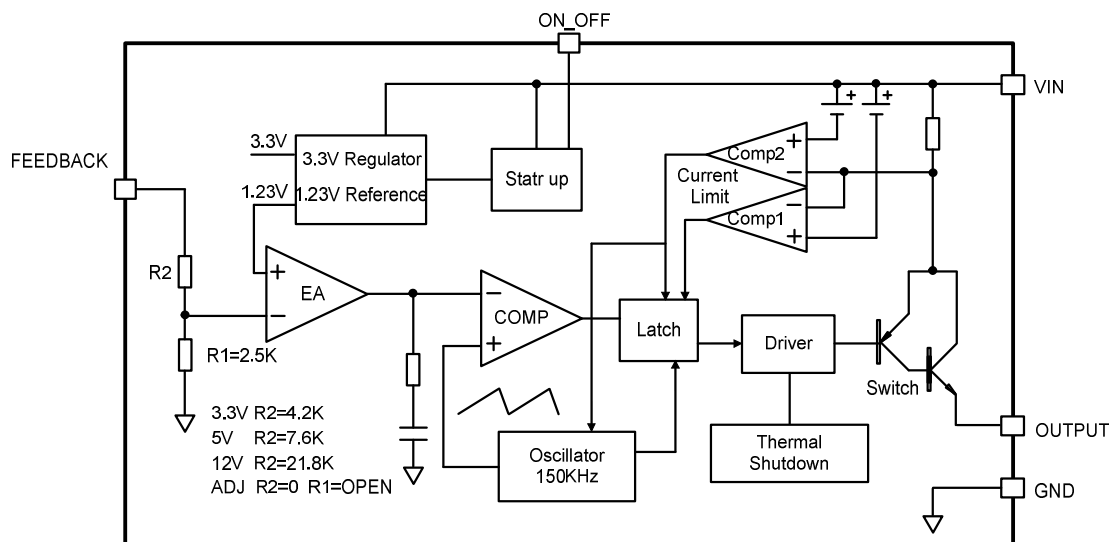 ON_OFF
VIN
FEEDBACK
3.3V
3.3V Regulator
1.23V
1.23V Reference
Statr up
Comp2
Current
Limit
Comp1
+
-
-
+
+
+
R2
+
-
EA
-
+
COMP
Latch
Driver
Switch
R1=2.5K
3.3V R2=4.2K
5V R2=7.6K
12V R2=21.8K
ADJ R2=0 R1=OPEN
Oscillator
150KHz
Thermal
Shutdown
OUTPUT
GND